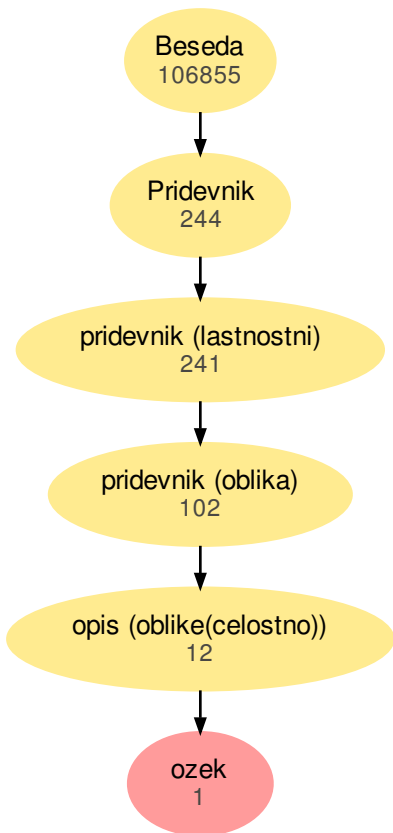 Beseda
106855
Pridevnik
244
pridevnik (lastnostni)
241
pridevnik (oblika)
102
opis (oblike(celostno))
12
ozek
1